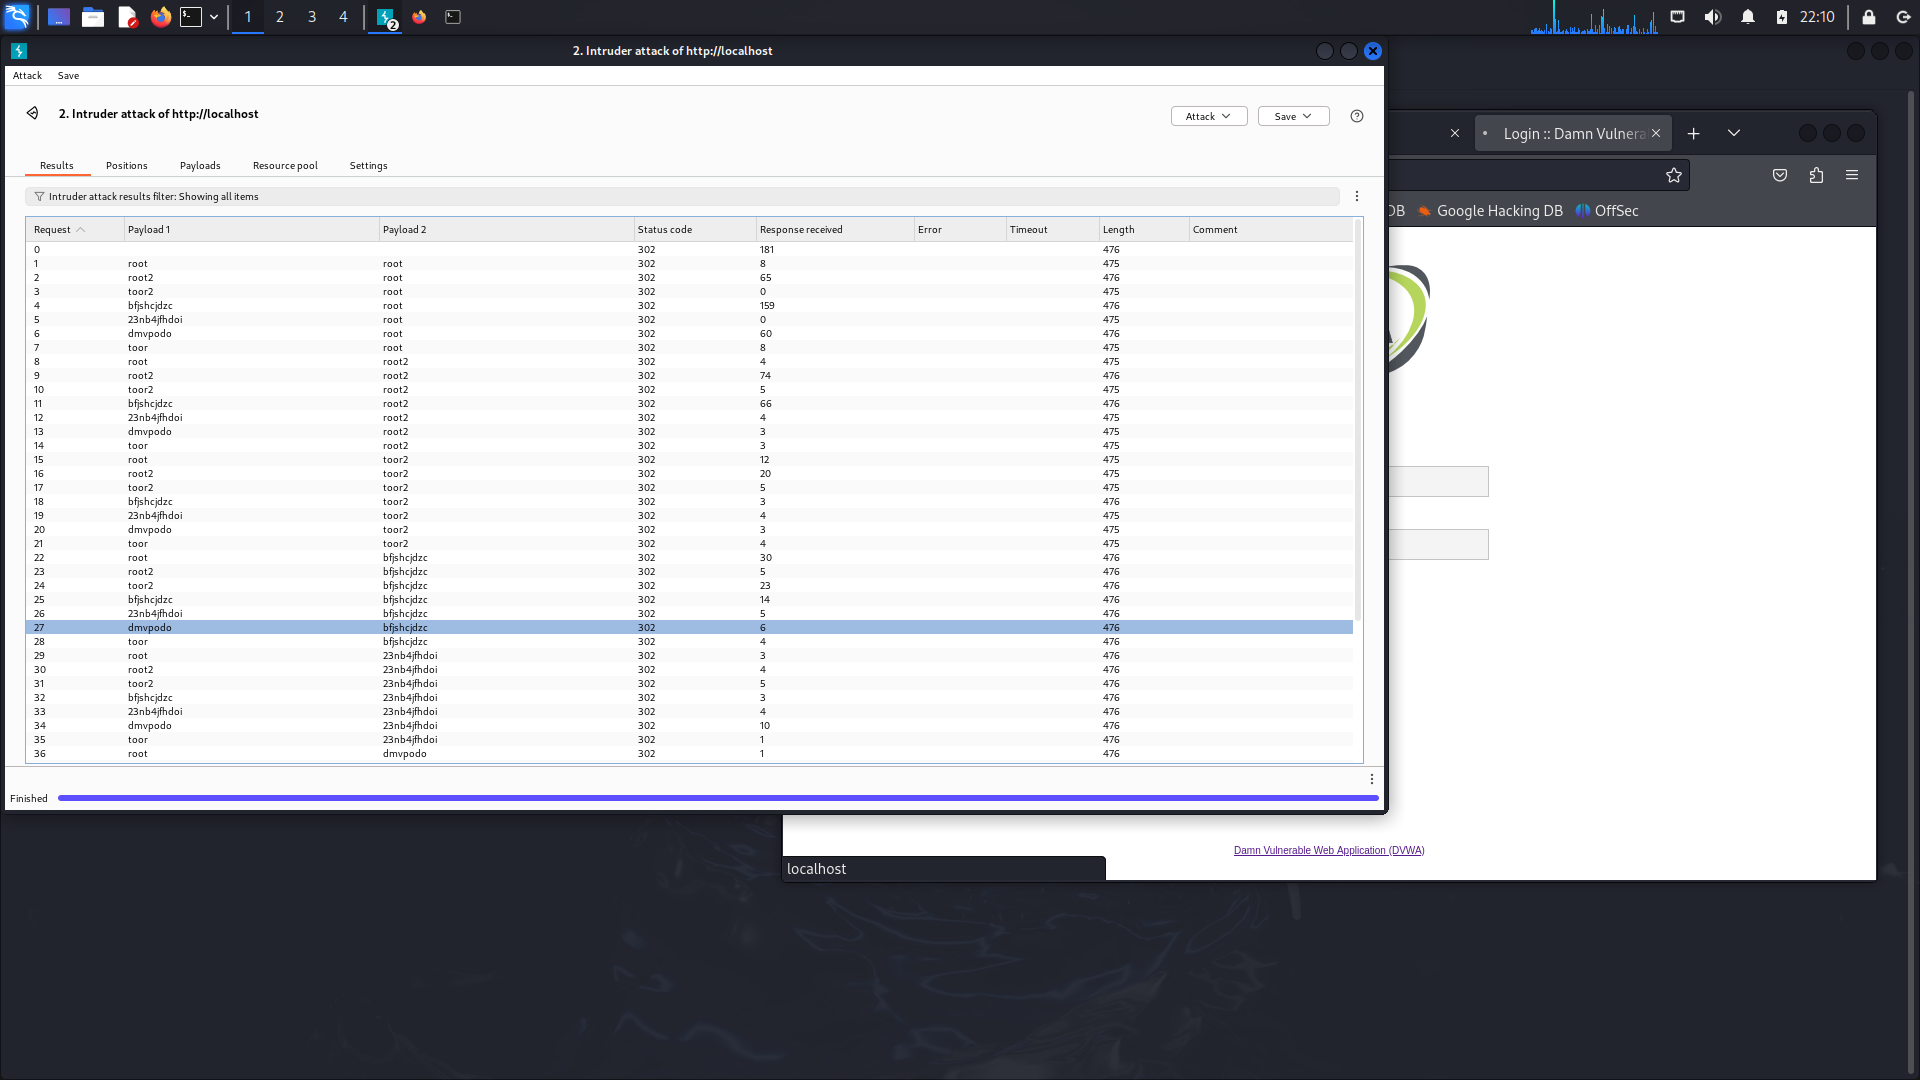 1 2 3 4 2 22:10
2. Intruder attack of http://localhost
Attack Save
2. Intruder attack of http://localhost
Attack Save
Login :: Damn Vulnera
Results Positions Payloads Resource pool Settings
Intruder attack results filter: Showing all items
DB Google Hacking DB OffSec
Request Payload 1 Payload 2 Status code Response received Error Timeout Length Comment
0 302 181 476
1 root root 302 8 475
2 root2 root 302 65 476
3 toor2 root 302 0 475
4 bfjshcjdzc root 302 159 476
5 23nb4jfhdoi root 302 0 475
6 dmvpodo root 302 60 476
7 toor root 302 8 475
8 root root2 302 4 475
9 root2 root2 302 74 476
10 toor2 root2 302 5 475
11 bfjshcjdzc root2 302 66 476
12 23nb4jfhdoi root2 302 4 475
13 dmvpodo root2 302 3 475
14 toor root2 302 3 475
15 root toor2 302 12 475
16 root2 toor2 302 20 475
17 toor2 toor2 302 5 475
18 bfjshcjdzc toor2 302 3 476
19 23nb4jfhdoi toor2 302 4 475
20 dmvpodo toor2 302 3 475
21 toor toor2 302 4 475
22 root bfjshcjdzc 302 30 476
23 root2 bfjshcjdzc 302 5 476
24 toor2 bfjshcjdzc 302 23 476
25 bfjshcjdzc bfjshcjdzc 302 14 476
26 23nb4jfhdoi bfjshcjdzc 302 5 476
27 dmvpodo bfjshcjdzc 302 6 476
28 toor bfjshcjdzc 302 4 476
29 root 23nb4jfhdoi 302 3 476
30 root2 23nb4jfhdoi 302 4 476
31 toor2 23nb4jfhdoi 302 5 476
32 bfjshcjdzc 23nb4jfhdoi 302 3 476
33 23nb4jfhdoi 23nb4jfhdoi 302 4 476
34 dmvpodo 23nb4jfhdoi 302 10 476
35 toor 23nb4jfhdoi 302 1 476
36 root dmvpodo 302 1 476
Finished
Damn Vulnerable Web Application (DVWA)
localhost